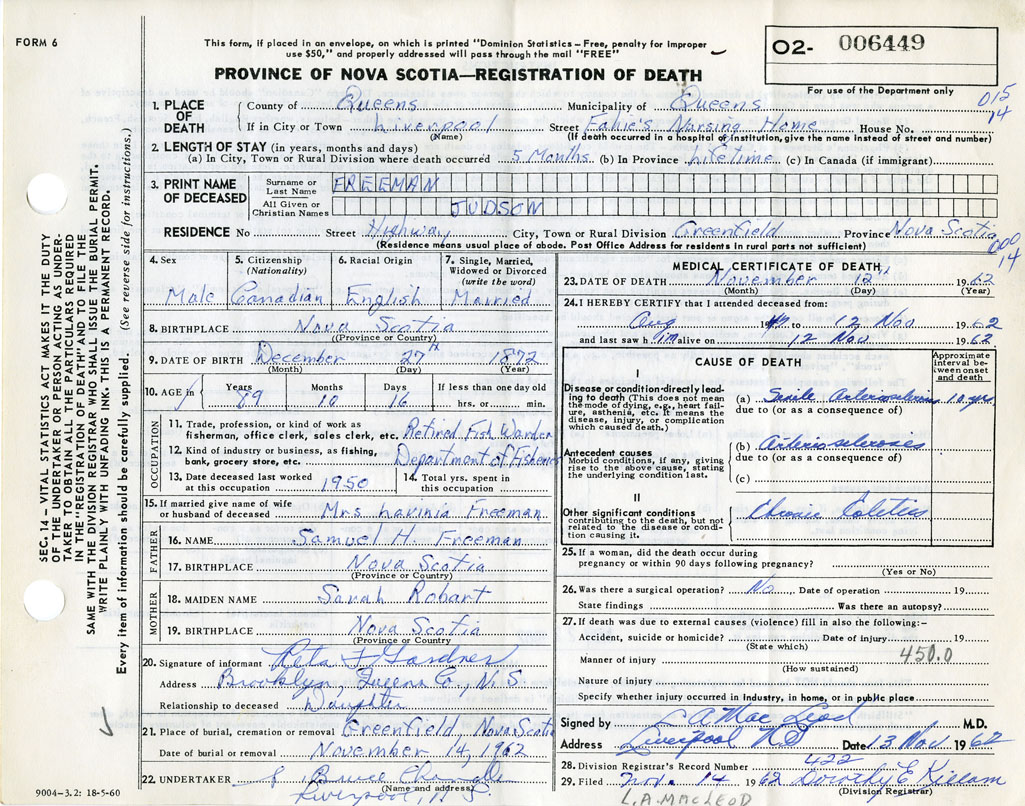 FORM 6
This form, if placed in an envelope, on which is printed "Dominion Statistics – Free, penalty for improper
use $50," and properly addressed will pass through the mail "FREE"
02- 006449
For use of the Department only
PROVINCE OF NOVA SCOTIA—REGISTRATION OF DEATH
015
14
1. PLACE OF DEATH { County of Queens Municipality of Queens
If in City or Town Liverpool Street Fahie's Nursing Home House No.
(Name) (If death occurred in a hospital or institution, give the name instead of street and number)
2. LENGTH OF STAY (in years, months and days)
(a) In City, Town or Rural Division where death occurred 5 Months (b) In Province Lifetime (c) In Canada (if immigrant)
3. PRINT NAME OF DECEASED { Surname or Last Name FREEMAN
All Given or Christian Names JUDSON
RESIDENCE No Street Highway City, Town or Rural Division Greenfield Province Nova Scotia
(Residence means usual place of abode. Post Office Address for residents in rural parts not sufficient)
000
14
SEC. 14 – VITAL STATISTICS ACT MAKES IT THE DUTY
OF THE UNDERTAKER OR PERSON ACTING AS UNDER-
TAKER TO OBTAIN ALL THE PARTICULARS REQUIRED
IN THE "REGISTRATION OF DEATH" AND TO FILE THE
SAME WITH THE DIVISION REGISTRAR WHO SHALL ISSUE THE BURIAL PERMIT.
WRITE PLAINLY WITH UNFADING INK. THIS IS A PERMANENT RECORD.
Every item of information should be carefully supplied. (See reverse side for instructions.)
4. Sex 5. Citizenship (Nationality) 6. Racial Origin 7. Single, Married, Widowed or Divorced (write the word)
Male Canadian English Married
8. BIRTHPLACE Nova Scotia
(Province or Country)
9. DATE OF BIRTH December 27th 1872
(Month) (Day) (Year)
10. AGE in Years Months Days If less than one day old
89 10 16 hrs. or min.
OCCUPATION
11. Trade, profession, or kind of work as
fisherman, office clerk, sales clerk, etc. Retired Fish Warden
12. Kind of industry or business, as fishing,
bank, grocery store, etc. Department of Fisheries
13. Date deceased last worked at this occupation 1950 14. Total yrs. spent in this occupation
15. If married give name of wife
or husband of deceased Mrs Lavinia Freeman
FATHER
16. NAME Samuel H. Freeman
17. BIRTHPLACE Nova Scotia
(Province or Country)
MOTHER
18. MAIDEN NAME Sarah Robart
19. BIRTHPLACE Nova Scotia
(Province or Country)
20. Signature of informant Reta F Gardner
Address Brooklyn, Queens Co., N.S.
Relationship to deceased Daughter
21. Place of burial, cremation or removal Greenfield, Nova Scotia
Date of burial or removal November 14, 1962
22. UNDERTAKER Bruce
(Name and address) Liverpool, N.S.
9004–3.2: 18-5-60
MEDICAL CERTIFICATE OF DEATH
23. DATE OF DEATH November 12th 1962
(Month) (Day) (Year)
24. I HEREBY CERTIFY that I attended deceased from:
Aug 19 to 12 Nov 1962
and last saw him alive on 12 Nov 1962
CAUSE OF DEATH
Approximate interval between onset and death
I
Disease or condition directly leading to death (This does not mean
the mode of dying, e.g., heart failure, asthenia, etc. It means the
disease, injury, or complication which caused death.)
(a) Senile Arteriosclerosis 10 yrs
due to (or as a consequence of)
Antecedent causes
Morbid conditions, if any, giving rise to the above cause, stating
the underlying condition last.
(b) Arteriosclerosis
due to (or as a consequence of)
(c)
II
Other significant conditions
contributing to the death, but not related to the disease or condition causing it.
Chronic Colitis
25. If a woman, did the death occur during
pregnancy or within 90 days following pregnancy?
(Yes or No)
26. Was there a surgical operation? No Date of operation 19
State findings Was there an autopsy?
27. If death was due to external causes (violence) fill in also the following:–
Accident, suicide or homicide? Date of injury 19
(State which)
Manner of injury 450.0
(How sustained)
Nature of injury
Specify whether injury occurred in industry, in home, or in public place
Signed by L A MacLeod M.D.
Address Liverpool NS Date 13 Nov 1962
28. Division Registrar's Record Number 422
29. Filed Nov. 14 1962 Dorothy E Killam
(Division Registrar)
L.A. MACLEOD